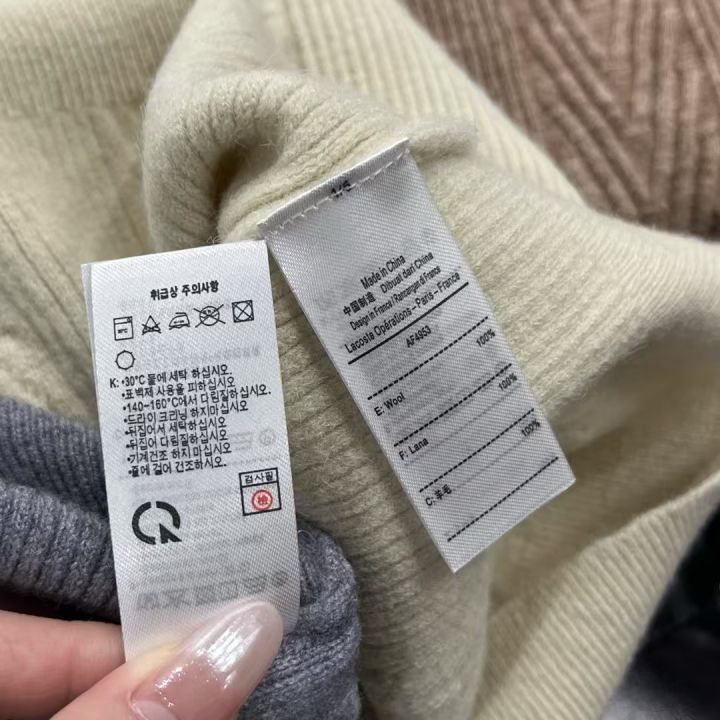 취급상 주의사항
K: •30°C 물에 세탁 하십시오
•표백제 사용을 피하십시오
•140~160°C에서 다림질 하십시오.
•드라이 크리닝 하지마십시오
•뒤집어서 세탁하십시오
•뒤집어 다림질하십시오
•기계건조 하지 마십시오
•줄에 걸어 건조하시오.
검사필
Made in China
中国制造 Dibuat dari China
Design in France / Rancangan di France
Lacoste Opérations – Paris – France
AF4953
100%
E: Wool
100%
F: Lana
100%
C: 羊毛